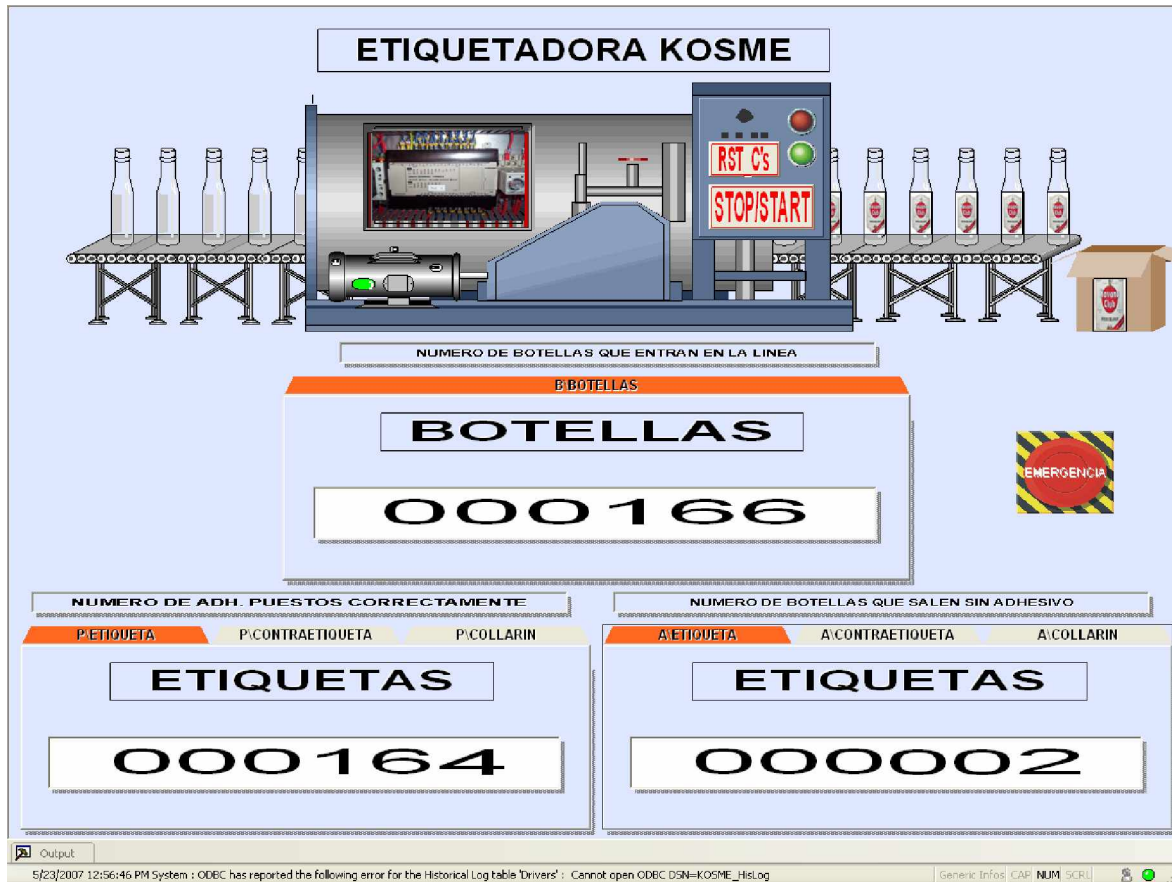 ETIQUETADORA KOSME
RST C's
STOP/START
Havana
Club
NUMERO DE BOTELLAS QUE ENTRAN EN LA LINEA
B\BOTELLAS
BOTELLAS
EMERGENCIA
000166
NUMERO DE ADH. PUESTOS CORRECTAMENTE
NUMERO DE BOTELLAS QUE SALEN SIN ADHESIVO
P\ETIQUETA P\CONTRAETIQUETA P\COLLARIN
A\ETIQUETA A\CONTRAETIQUETA A\COLLARIN
ETIQUETAS
ETIQUETAS
000164
000002
Output
5/23/2007 12:56:46 PM System : ODBC has reported the following error for the Historical Log table 'Drivers' : Cannot open ODBC DSN=KOSME_HisLog
Generic Infos CAP NUM SCRL